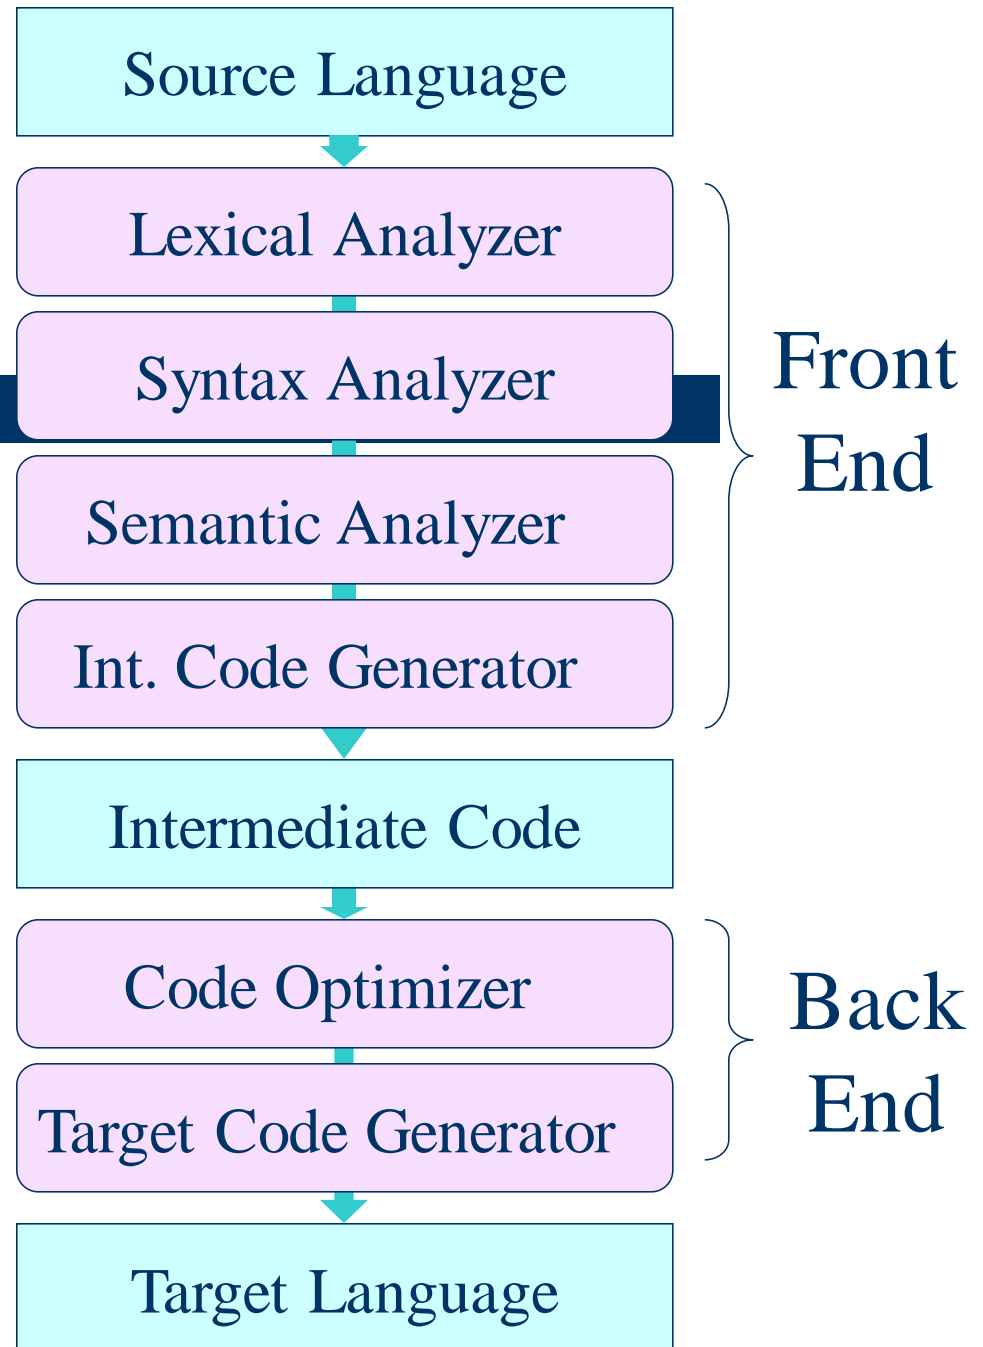 Source Language
Lexical Analyzer
Syntax Analyzer
Semantic Analyzer
Int. Code Generator
Front
End
Intermediate Code
Code Optimizer
Target Code Generator
Back
End
Target Language